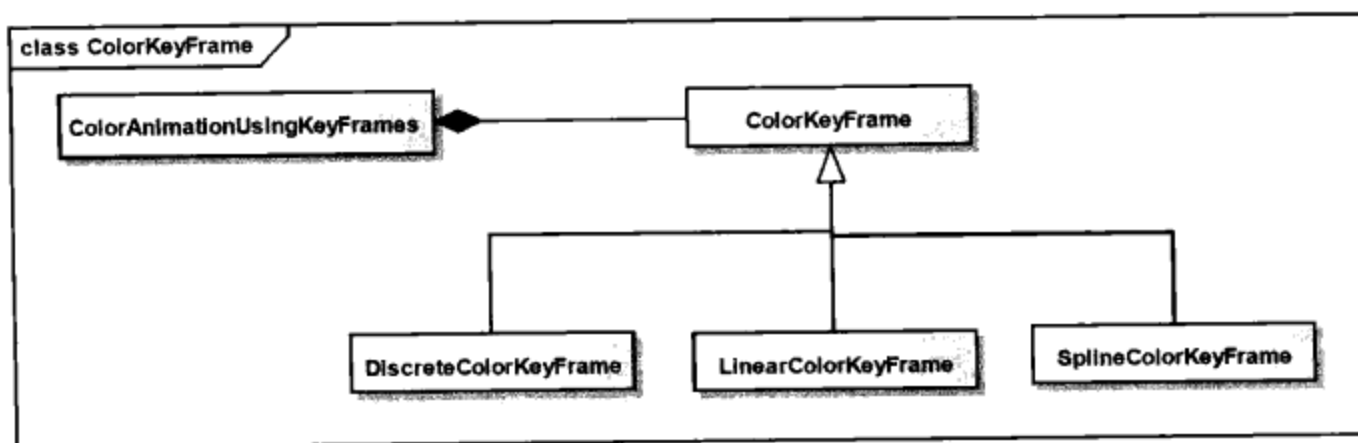 class ColorKeyFrame
ColorAnimationUsingKeyFrames
ColorKeyFrame
DiscreteColorKeyFrame
LinearColorKeyFrame
SplineColorKeyFrame